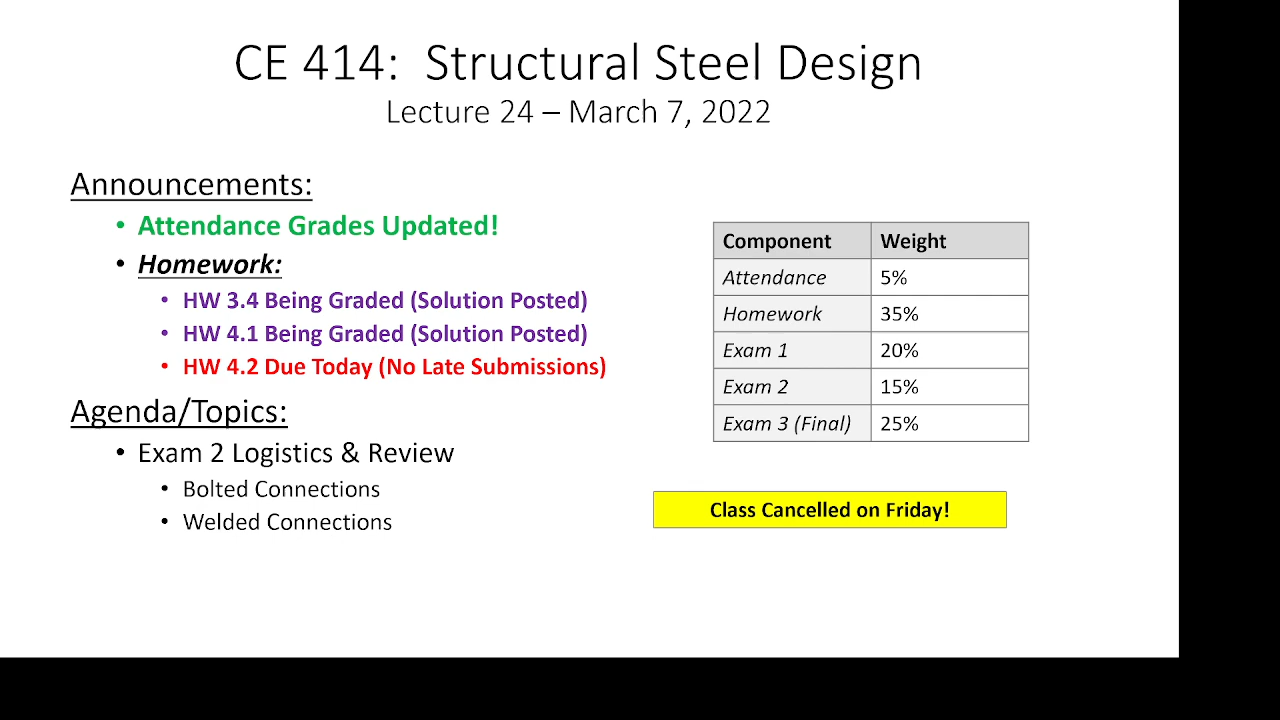 CE 414:  Structural Steel Design
Lecture 24 – March 7, 2022
Announcements:
• Attendance Grades Updated!
• Homework:
• HW 3.4 Being Graded (Solution Posted)
• HW 4.1 Being Graded (Solution Posted)
• HW 4.2 Due Today (No Late Submissions)
Agenda/Topics:
• Exam 2 Logistics & Review
• Bolted Connections
• Welded Connections
Component Weight
Attendance 5%
Homework 35%
Exam 1 20%
Exam 2 15%
Exam 3 (Final) 25%
Class Cancelled on Friday!